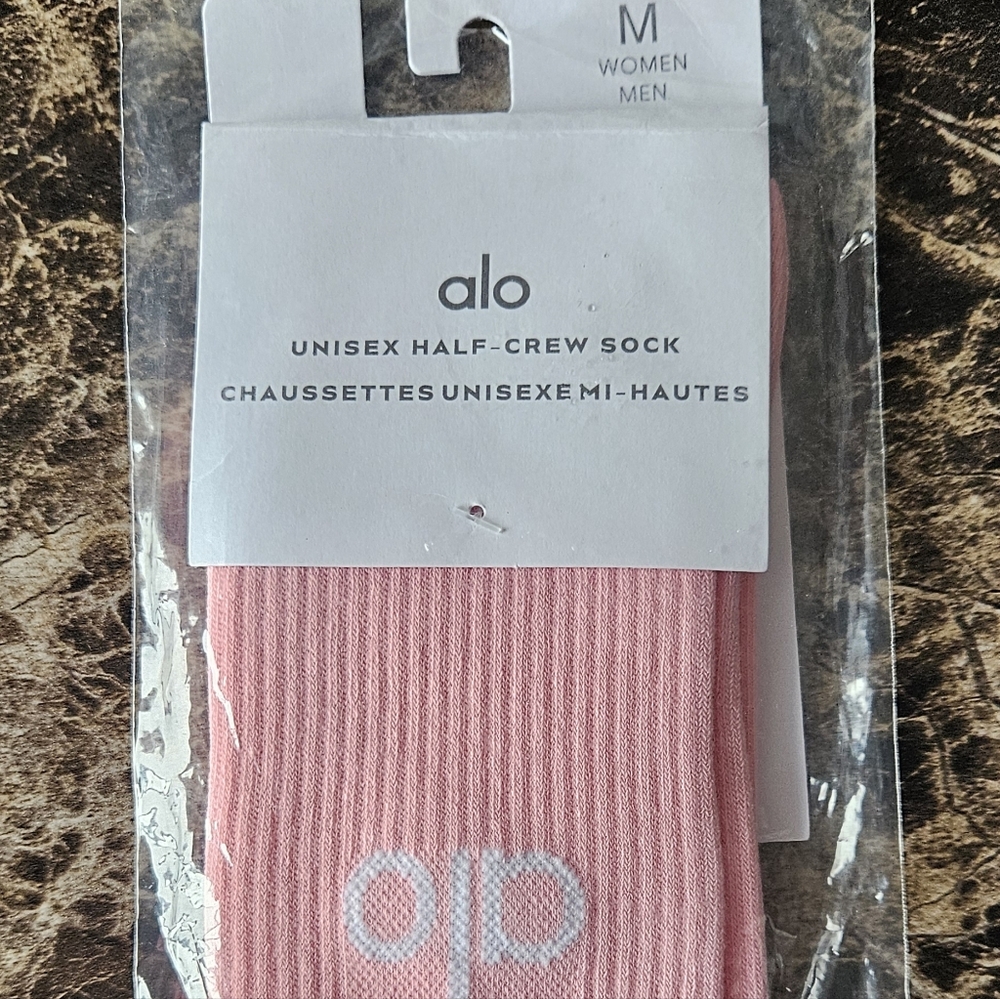 M
WOMEN
MEN
alo
UNISEX HALF-CREW SOCK
CHAUSSETTES UNISEXE MI-HAUTES
alo